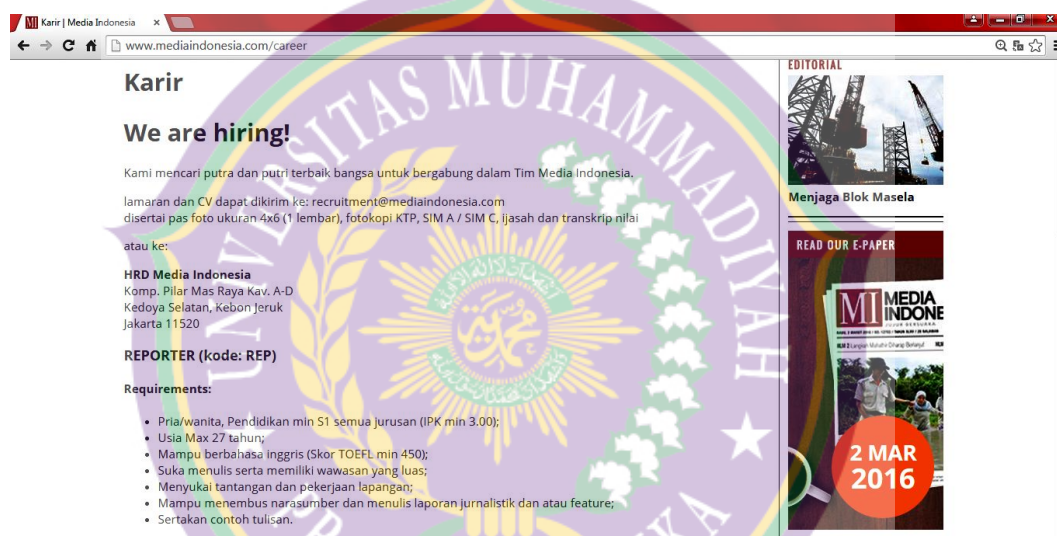 Karir | Media Indonesia
www.mediaindonesia.com/career
Karir
We are hiring!
Kami mencari putra dan putri terbaik bangsa untuk bergabung dalam Tim Media Indonesia.
lamaran dan CV dapat dikirim ke: recruitment@mediaindonesia.com
disertai pas foto ukuran 4x6 (1 lembar), fotokopi KTP, SIM A / SIM C, ijasah dan transkrip nilai
atau ke:
HRD Media Indonesia
Komp. Pilar Mas Raya Kav. A-D
Kedoya Selatan, Kebon Jeruk
Jakarta 11520
REPORTER (kode: REP)
Requirements:
Pria/wanita, Pendidikan min S1 semua jurusan (IPK min 3.00);
Usia Max 27 tahun;
Mampu berbahasa inggris (Skor TOEFL min 450);
Suka menulis serta memiliki wawasan yang luas;
Menyukai tantangan dan pekerjaan lapangan;
Mampu menembus narasumber dan menulis laporan jurnalistik dan atau feature;
Sertakan contoh tulisan.
EDITORIAL
Menjaga Blok Masela
READ OUR E-PAPER
MI MEDIA
INDONE
2 MAR
2016
UNIVERSITAS MUHAMMADIYAH
محمد